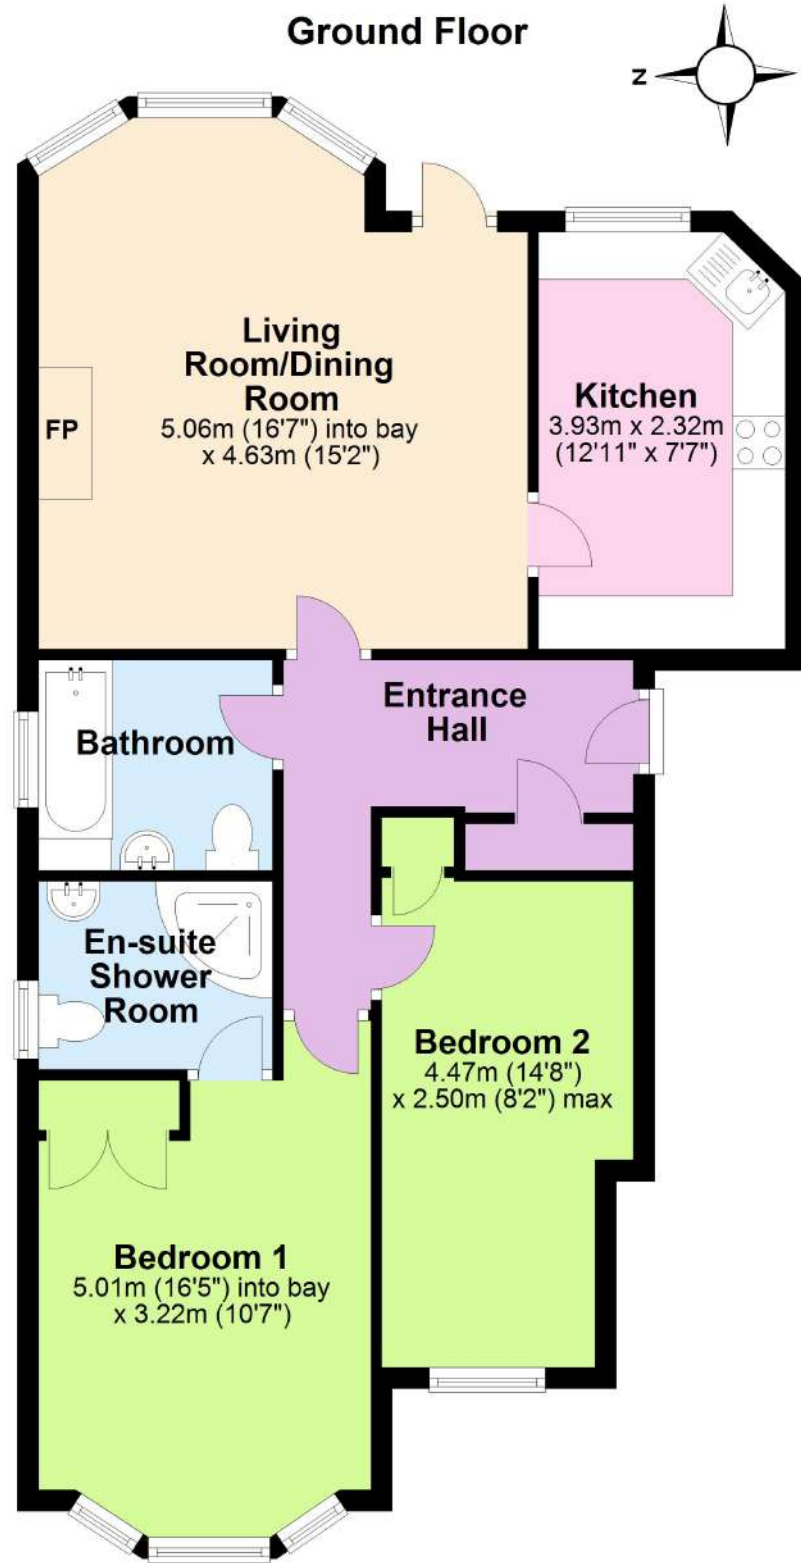 Ground Floor
N
Living
Room/Dining
Room
5.06m (16'7") into bay
x 4.63m (15'2")
FP
Kitchen
3.93m x 2.32m
(12'11" x 7'7")
Entrance
Hall
Bathroom
En-suite
Shower
Room
Bedroom 2
4.47m (14'8")
x 2.50m (8'2") max
Bedroom 1
5.01m (16'5") into bay
x 3.22m (10'7")